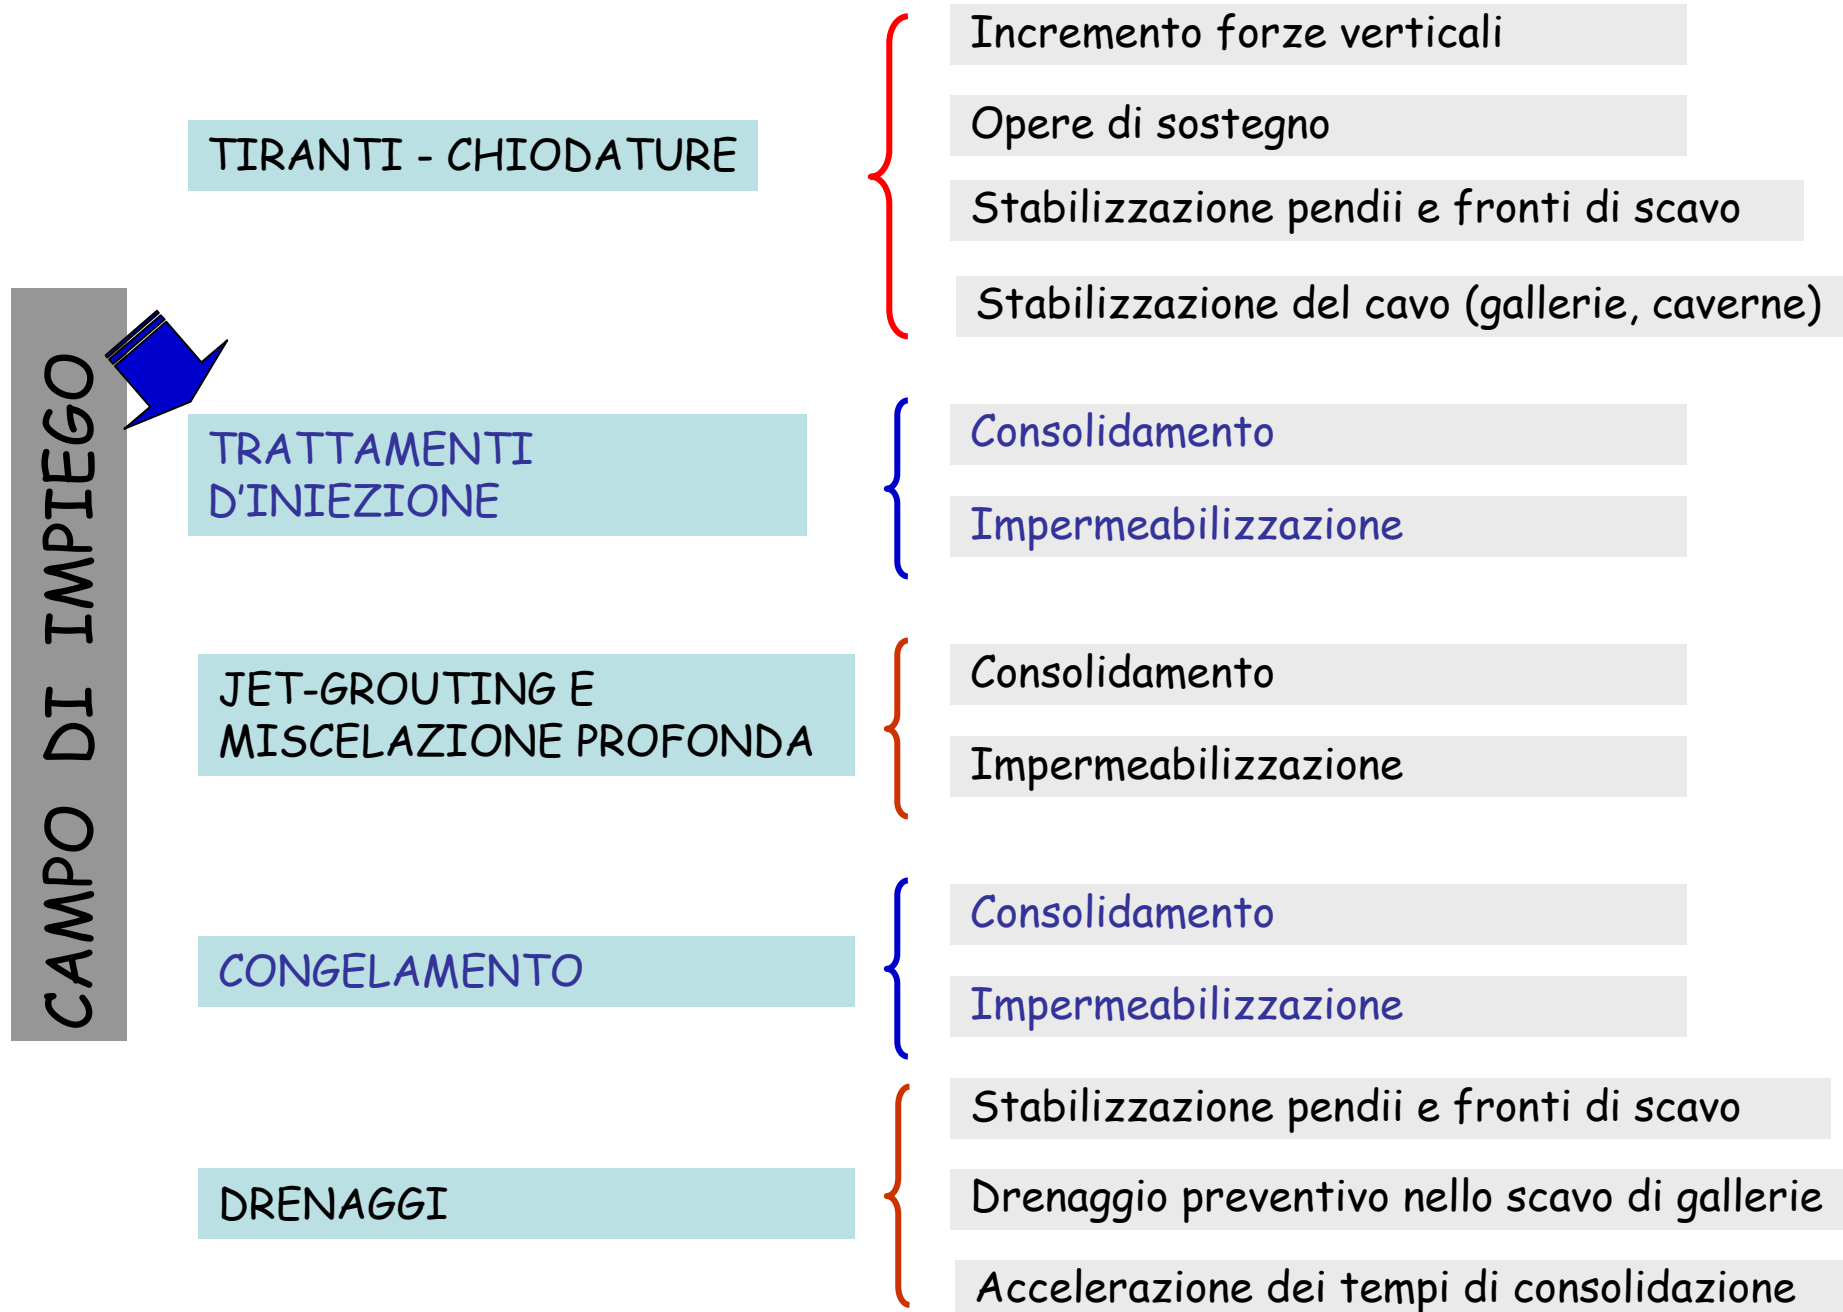 CAMPO DI IMPIEGO
TIRANTI - CHIODATURE
Incremento forze verticali
Opere di sostegno
Stabilizzazione pendii e fronti di scavo
Stabilizzazione del cavo (gallerie, caverne)
TRATTAMENTI
D'INIEZIONE
Consolidamento
Impermeabilizzazione
JET-GROUTING E
MISCELAZIONE PROFONDA
Consolidamento
Impermeabilizzazione
CONGELAMENTO
Consolidamento
Impermeabilizzazione
DRENAGGI
Stabilizzazione pendii e fronti di scavo
Drenaggio preventivo nello scavo di gallerie
Accelerazione dei tempi di consolidazione